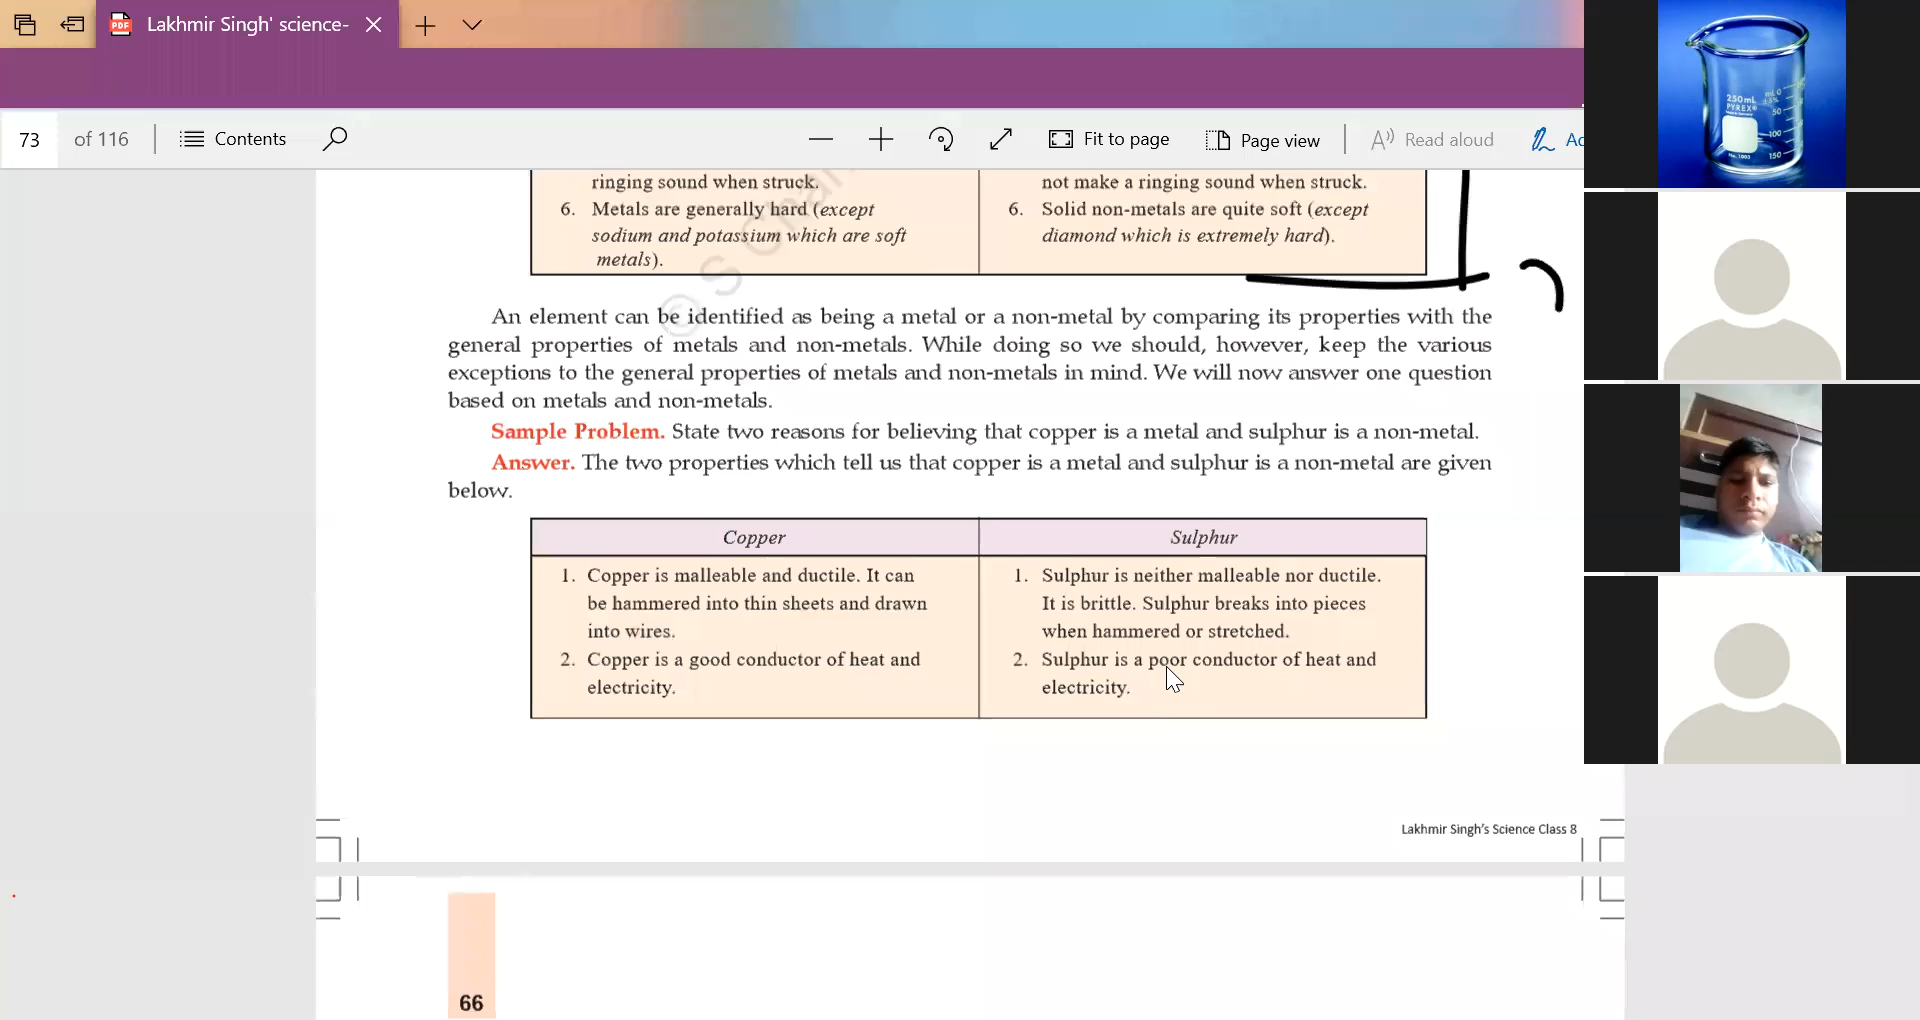 Lakhmir Singh' science-
73 of 116 Contents Fit to page Page view Read aloud
250mL
PYREX
No. 1003
mL 0
50
100
150
ringing sound when struck.
6. Metals are generally hard (except
sodium and potassium which are soft
metals).
not make a ringing sound when struck.
6. Solid non-metals are quite soft (except
diamond which is extremely hard).
© S Chan
An element can be identified as being a metal or a non-metal by comparing its properties with the
general properties of metals and non-metals. While doing so we should, however, keep the various
exceptions to the general properties of metals and non-metals in mind. We will now answer one question
based on metals and non-metals.
Sample Problem. State two reasons for believing that copper is a metal and sulphur is a non-metal.
Answer. The two properties which tell us that copper is a metal and sulphur is a non-metal are given
below.
Copper
1. Copper is malleable and ductile. It can
be hammered into thin sheets and drawn
into wires.
2. Copper is a good conductor of heat and
electricity.
Sulphur
1. Sulphur is neither malleable nor ductile.
It is brittle. Sulphur breaks into pieces
when hammered or stretched.
2. Sulphur is a poor conductor of heat and
electricity.
Lakhmir Singh's Science Class 8
66